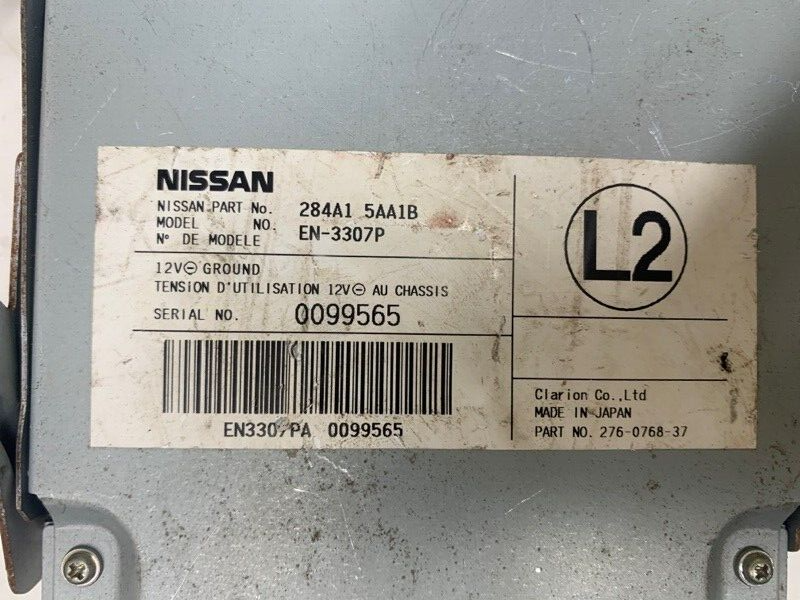 NISSAN
NISSAN PART No. 284A1 5AA1B
MODEL NO. EN-3307P
N° DE MODELE
12V⊖ GROUND
TENSION D'UTILISATION 12V⊖ AU CHASSIS
SERIAL NO. 0099565
EN3307PA 0099565
L2
Clarion Co.,Ltd
MADE IN JAPAN
PART NO. 276-0768-37